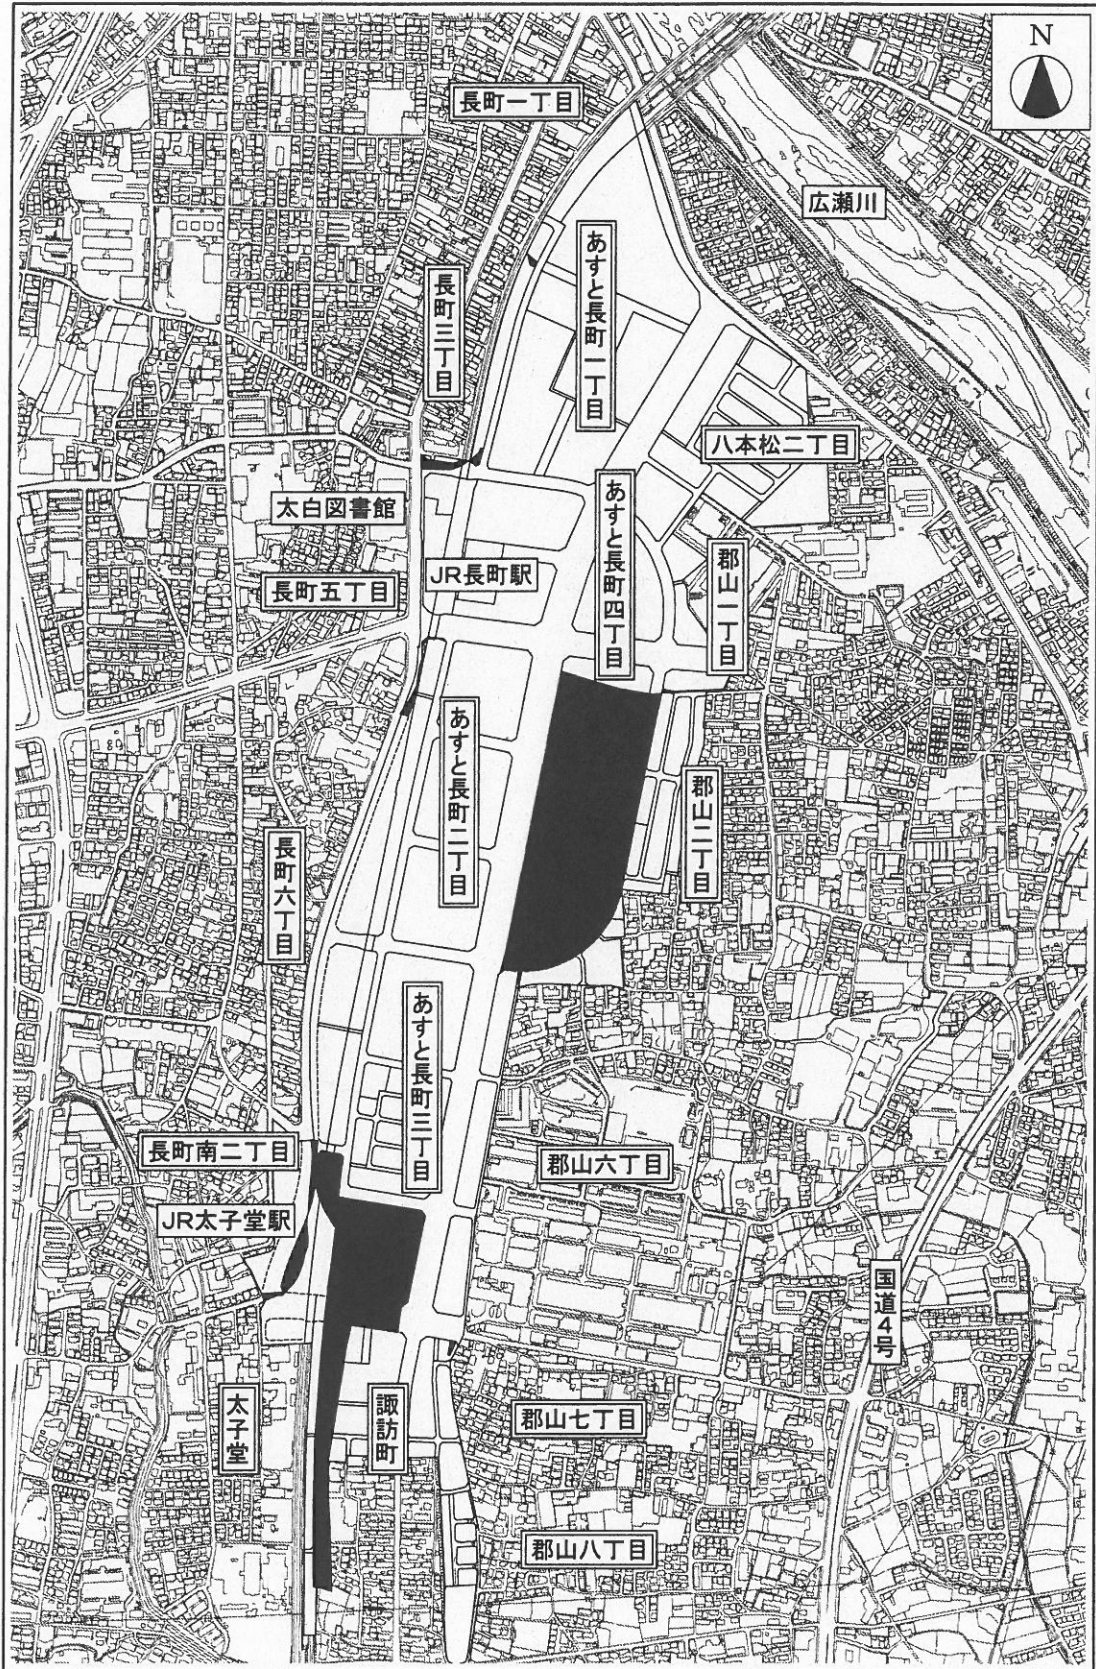 N
長町一丁目
広瀬川
あすと長町一丁目
長町三丁目
八本松二丁目
太白図書館
あすと長町四丁目
JR長町駅
郡山一丁目
長町五丁目
あすと長町二丁目
郡山二丁目
長町六丁目
あすと長町三丁目
長町南二丁目
郡山六丁目
JR太子堂駅
国道4号
太子堂
諏訪町
郡山七丁目
郡山八丁目